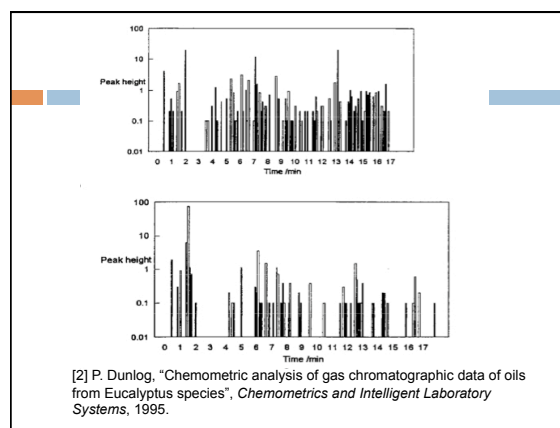 100
10
Peak height
1
0.1
0.01
0 1 2 3 4 5 6 7 8 9 10 11 12 13 14 15 16 17
Time /min
100
10
Peak height
1
0.1
0.01
0 1 2 3 4 5 6 7 8 9 10 11 12 13 14 15 16 17
Time /min
[2] P. Dunlog, “Chemometric analysis of gas chromatographic data of oils
from Eucalyptus species”, Chemometrics and Intelligent Laboratory
Systems, 1995.